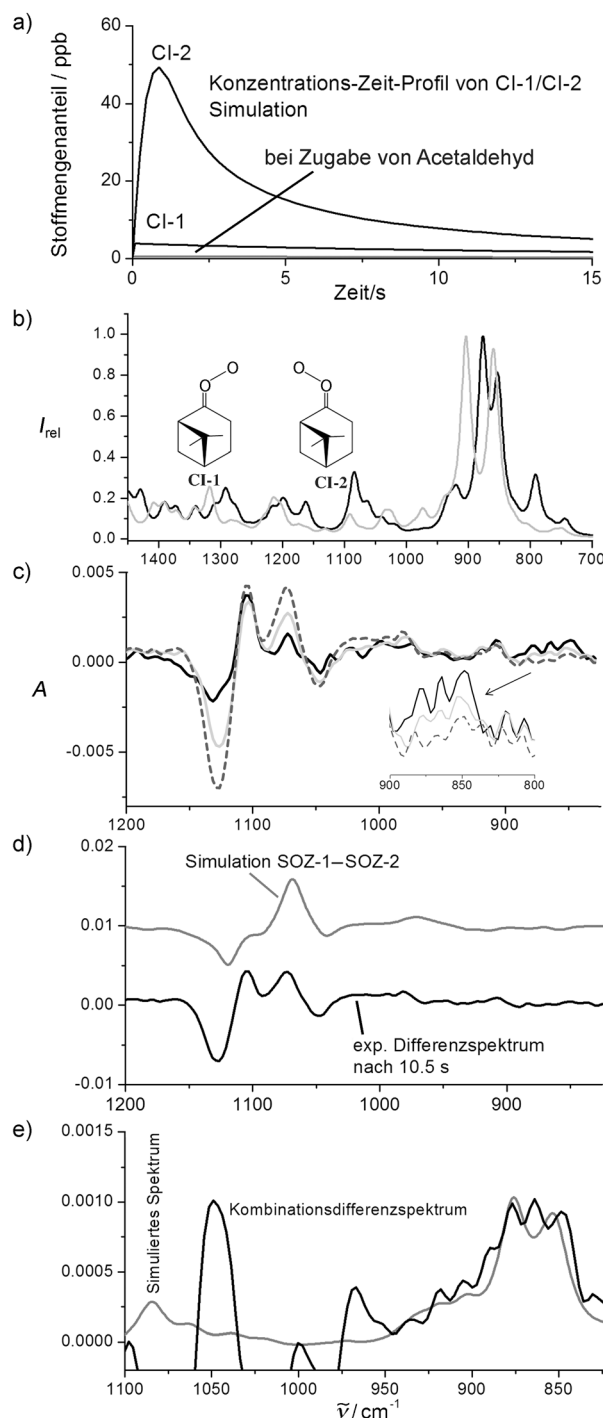 a)
60
40
20
0
Stoffmengenanteil / ppb
CI-2
Konzentrations-Zeit-Profil von CI-1/CI-2
Simulation
bei Zugabe von Acetaldehyd
CI-1
0
5
10
15
Zeit/s
b)
1.0
0.8
0.6
0.4
0.2
0.0
I rel
O
O
CI-1
O
O
CI-2
1400 1300 1200 1100 1000 900 800 700
c)
0.005
0.000
-0.005
A
900 850 800
1200 1100 1000 900
d)
0.02
0.01
0.00
-0.01
Simulation SOZ-1–SOZ-2
exp. Differenzspektrum
nach 10.5 s
1200 1100 1000 900
e)
0.0015
0.0010
0.0005
0.0000
Simuliertes Spektrum
Kombinationsdifferenzspektrum
1100 1050 1000 950 900 850
ṽ / cm⁻¹